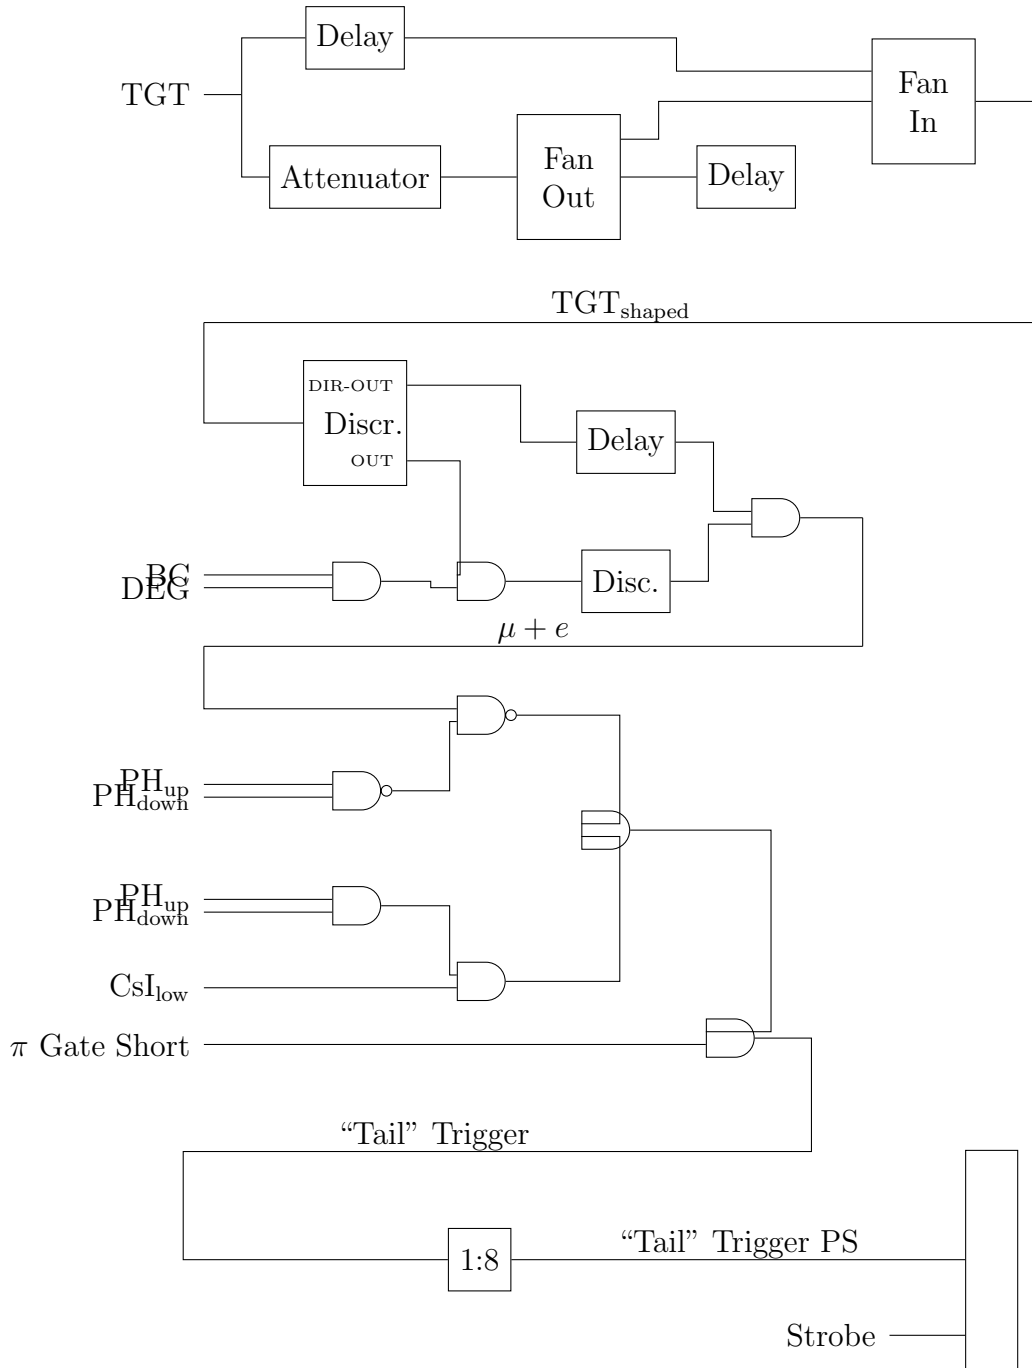 Delay
TGT
Fan
In
Attenuator
Fan
Out
Delay
TGT_shaped
DIR-OUT
Discr.
OUT
Delay
BC
DEG
Disc.
μ + e
PH_up
PH_down
PH_up
PH_down
CsI_low
π Gate Short
“Tail” Trigger
1:8
“Tail” Trigger PS
Strobe